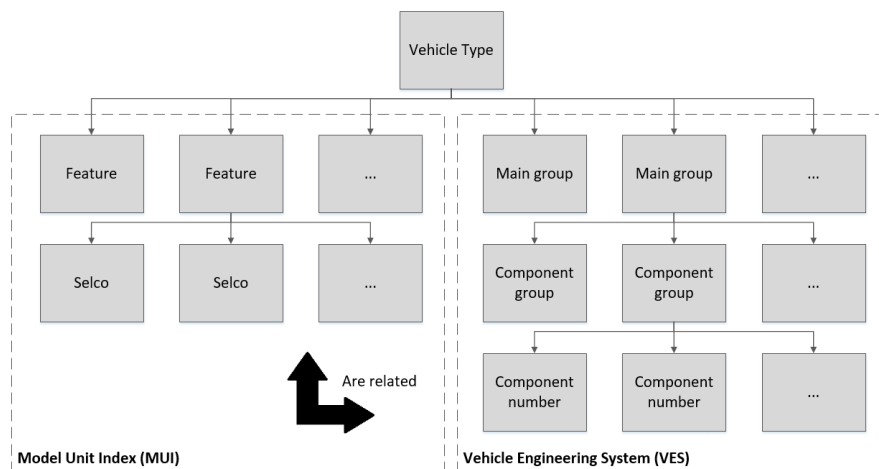 Vehicle Type
Feature
Feature
...
Main group
Main group
...
Selco
Selco
...
Component
group
Component
group
...
Are related
Component
number
Component
number
...
Model Unit Index (MUI)
Vehicle Engineering System (VES)